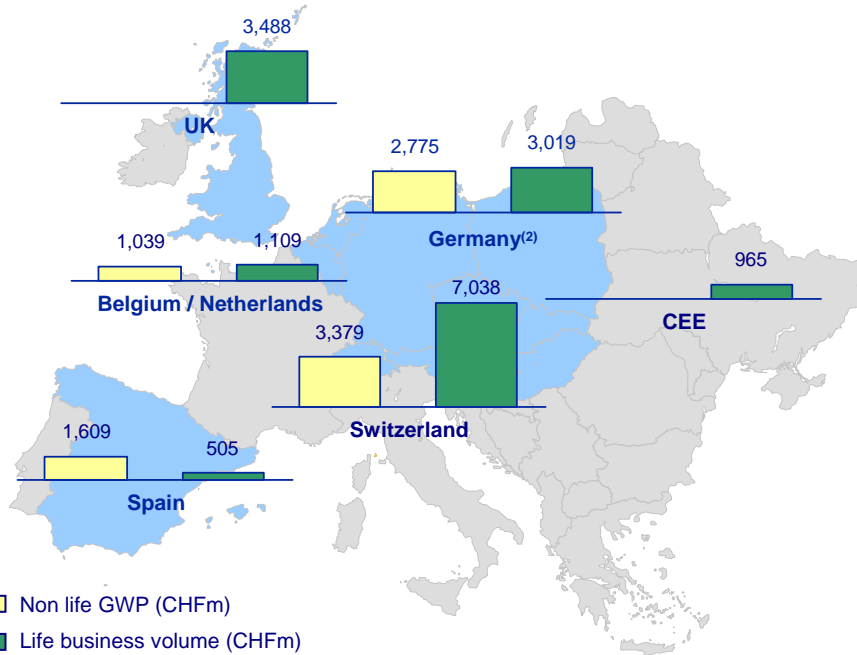 3,488
UK
2,775 3,019
Germany(2)
1,039 1,109
Belgium / Netherlands
965
CEE
7,038
3,379
Switzerland
1,609 505
Spain
Non life GWP (CHFm)
Life business volume (CHFm)